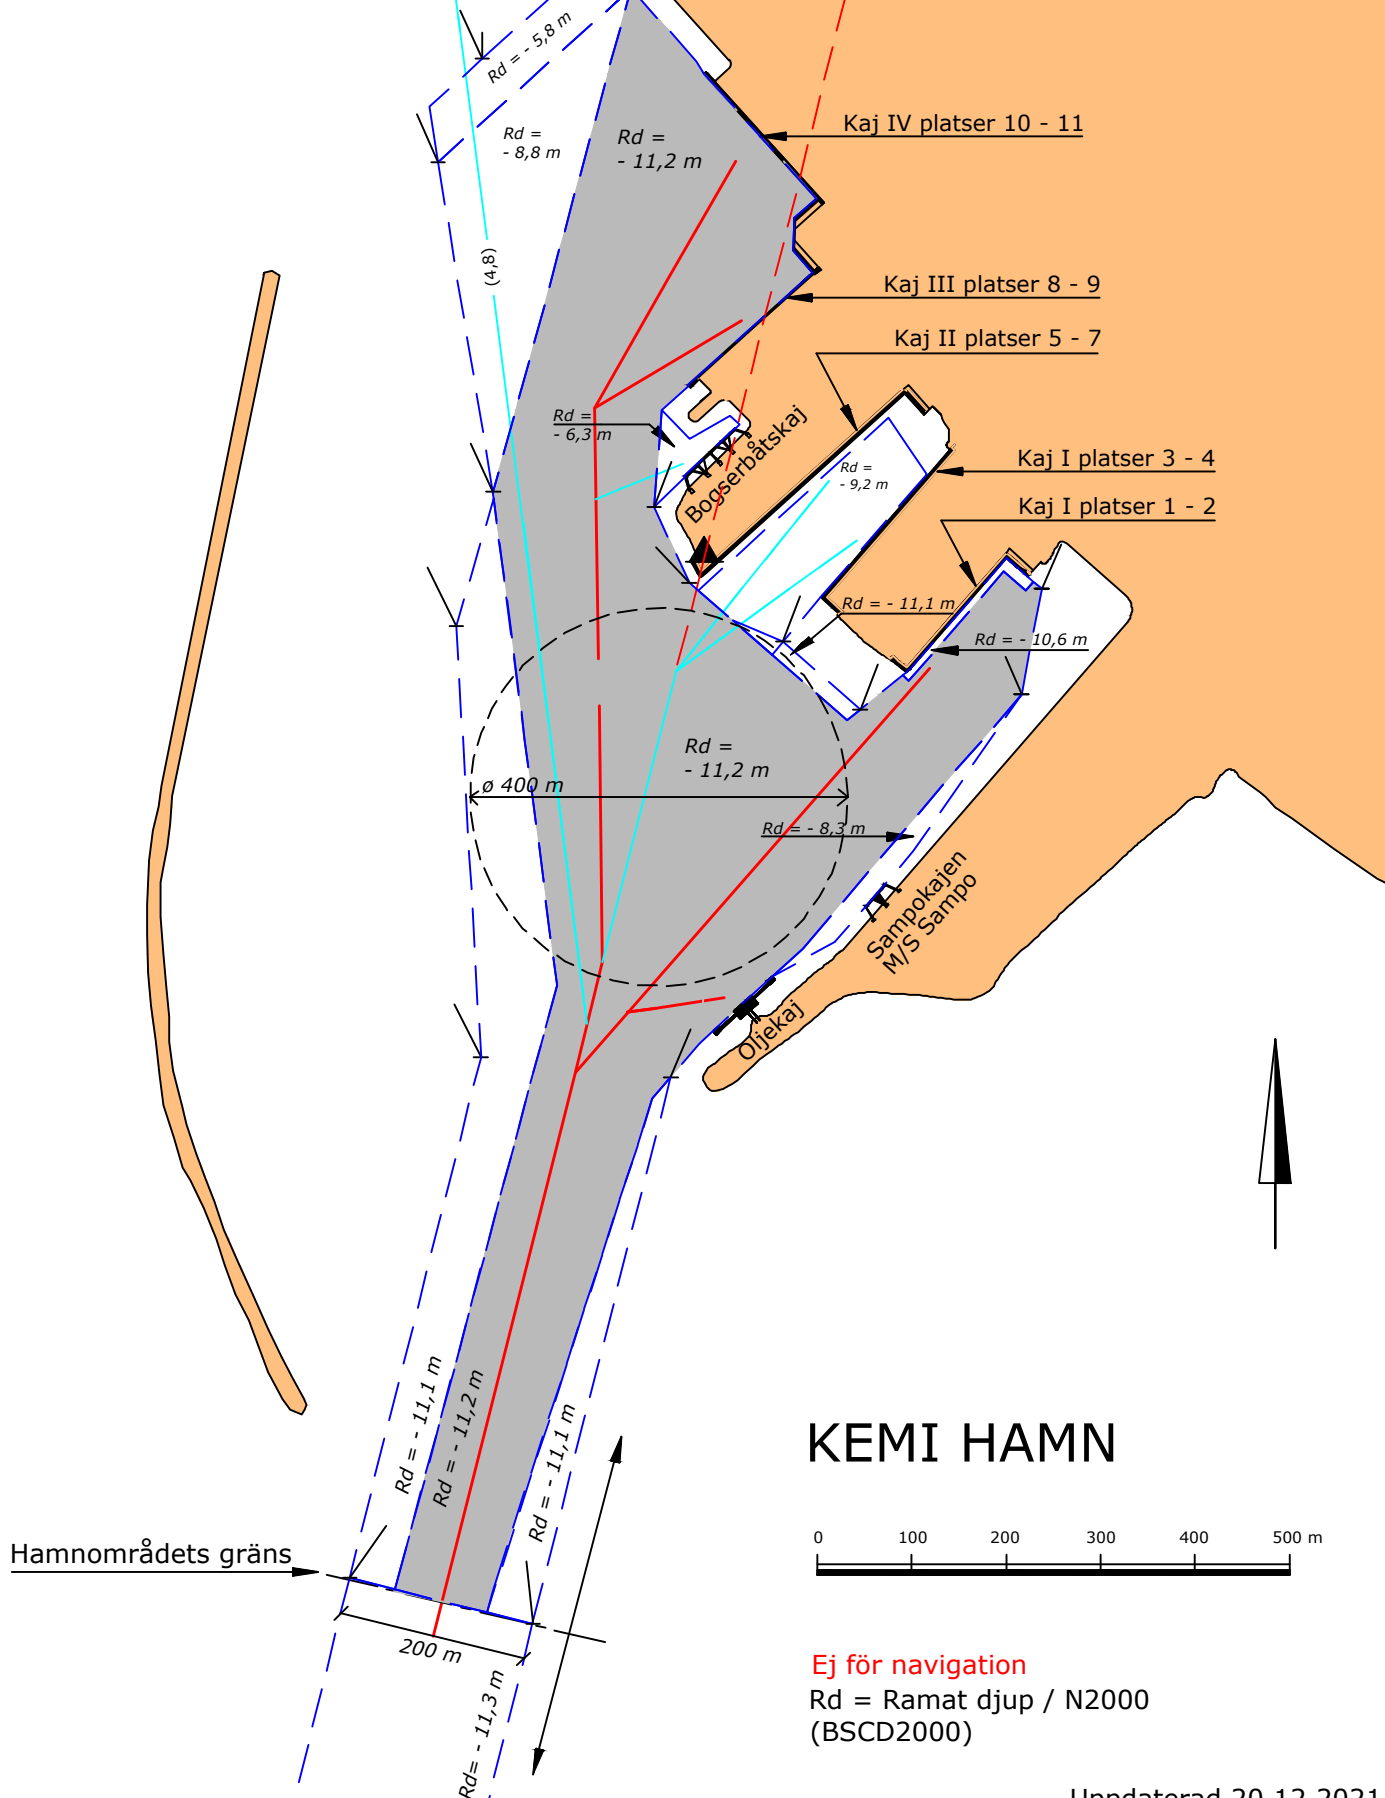 Rd = - 5,8 m
Rd =
- 8,8 m
Rd =
- 11,2 m
Kaj IV platser 10 - 11
(4,8)
Kaj III platser 8 - 9
Kaj II platser 5 - 7
Rd =
- 6,3 m
Bogserbåtskaj
Rd =
- 9,2 m
Kaj I platser 3 - 4
Kaj I platser 1 - 2
Rd = - 11,1 m
Rd = - 10,6 m
Rd =
- 11,2 m
ø 400 m
Rd = - 8,3 m
Sampokajen
M/S Sampo
Oljekaj
Rd = - 11,1 m
Rd = - 11,2 m
Rd = - 11,1 m
KEMI HAMN
0 100 200 300 400 500 m
Hamnområdets gräns
200 m
Rd= - 11,3 m
Ej för navigation
Rd = Ramat djup / N2000
(BSCD2000)
Uppdaterad 20.12.2021